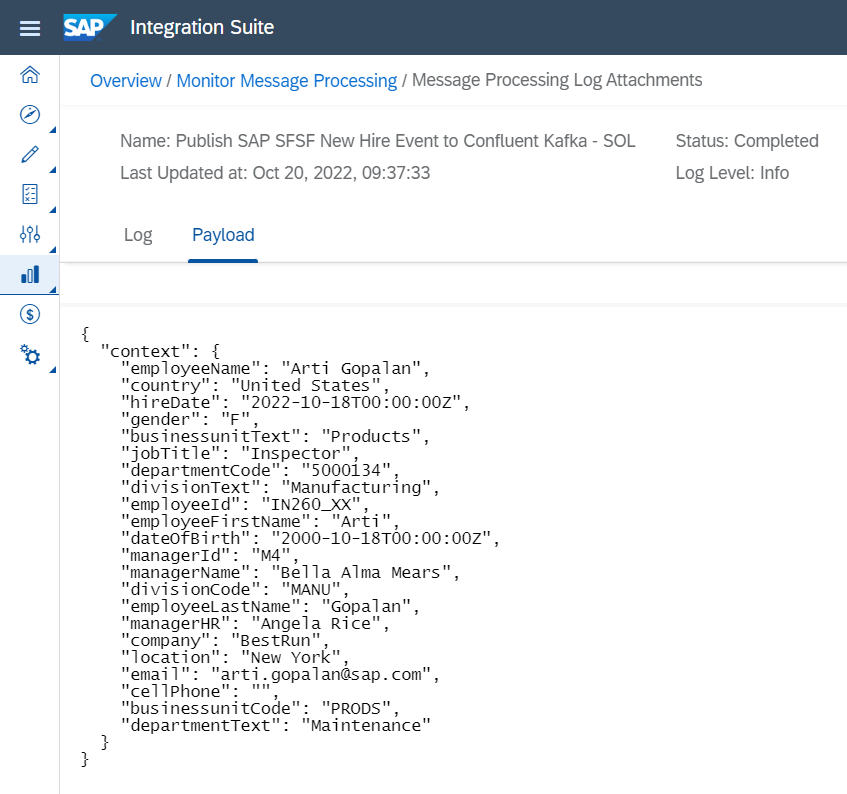 SAP Integration Suite
Overview / Monitor Message Processing / Message Processing Log Attachments
Name: Publish SAP SFSF New Hire Event to Confluent Kafka - SOL Status: Completed
Last Updated at: Oct 20, 2022, 09:37:33 Log Level: Info
Log Payload
{
  "context": {
    "employeeName": "Arti Gopalan",
    "country": "United States",
    "hireDate": "2022-10-18T00:00:00Z",
    "gender": "F",
    "businessunitText": "Products",
    "jobTitle": "Inspector",
    "departmentCode": "5000134",
    "divisionText": "Manufacturing",
    "employeeId": "IN260_XX",
    "employeeFirstName": "Arti",
    "dateOfBirth": "2000-10-18T00:00:00Z",
    "managerId": "M4",
    "managerName": "Bella Alma Mears",
    "divisionCode": "MANU",
    "employeeLastName": "Gopalan",
    "managerHR": "Angela Rice",
    "company": "BestRun",
    "location": "New York",
    "email": "arti.gopalan@sap.com",
    "cellPhone": "",
    "businessunitCode": "PRODS",
    "departmentText": "Maintenance"
  }
}